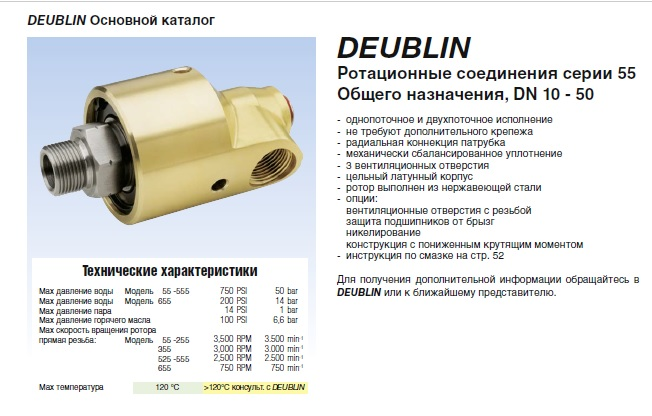 DEUBLIN Основной каталог
DEUBLIN
Ротационные соединения серии 55
Общего назначения, DN 10 - 50
- однопоточное и двухпоточное исполнение
- не требуют дополнительного крепежа
- радиальная коннекция патрубка
- механически сбалансированное уплотнение
- 3 вентиляционных отверстия
- цельный латунный корпус
- ротор выполнен из нержавеющей стали
- опции:
вентиляционные отверстия с резьбой
защита подшипников от брызг
никелирование
конструкция с пониженным крутящим моментом
- инструкция по смазке на стр. 52
Для получения дополнительной информации обращайтесь в
DEUBLIN или к ближайшему представителю.
Технические характеристики
Мах давление воды Модель 55 -555 750 PSI 50 bar
Мах давление воды Модель 655 200 PSI 14 bar
Мах давление пара 14 PSI 1 bar
Мах давление горячего масла 100 PSI 6,6 bar
Мах скорость вращения ротора
прямая резьба: Модель 55 -255 3,500 RPM 3.500 min⁻¹
355 3,000 RPM 3.000 min⁻¹
525 -555 2,500 RPM 2.500 min⁻¹
655 750 RPM 750 min⁻¹
Мах температура 120 °C >120°C консульт. с DEUBLIN